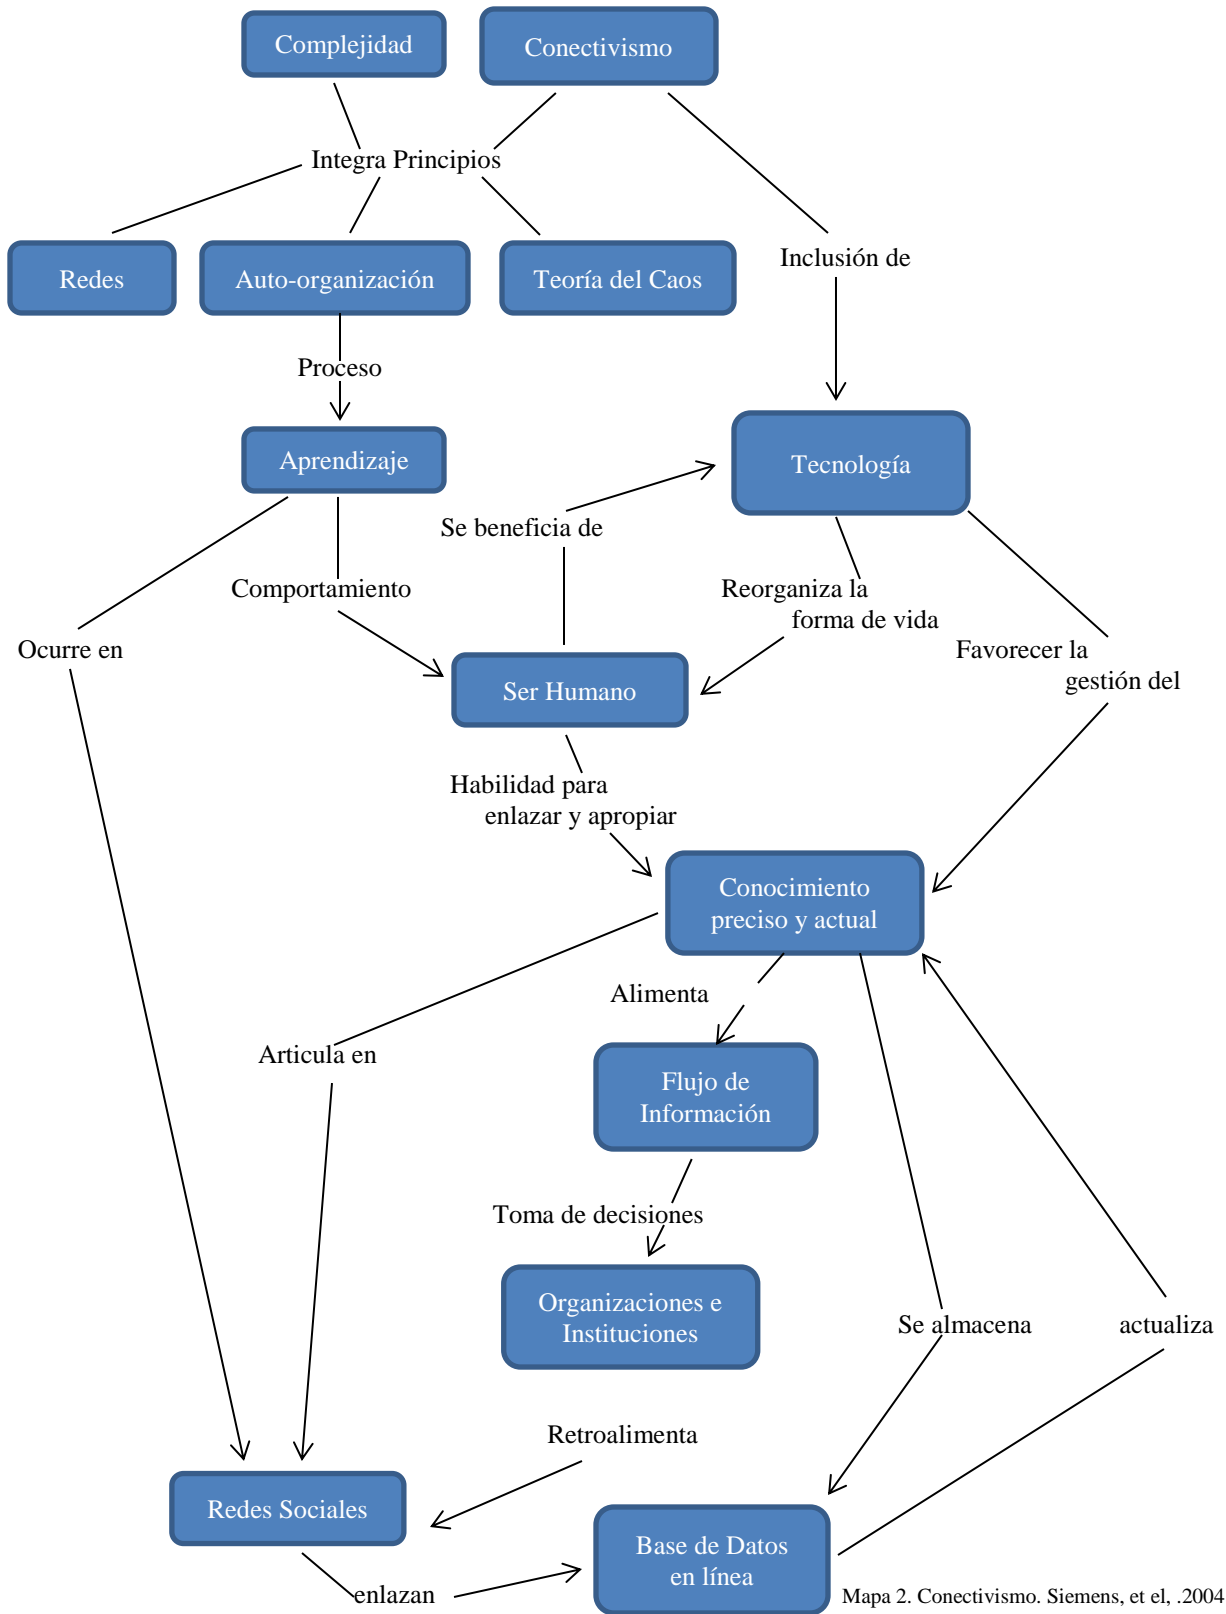 Complejidad
Conectivismo
Integra Principios
Redes
Auto-organización
Teoría del Caos
Inclusión de
Proceso
Aprendizaje
Tecnología
Se beneficia de
Comportamiento
Reorganiza la
forma de vida
Ocurre en
Favorecer la
gestión del
Ser Humano
Habilidad para
enlazar y apropiar
Conocimiento
preciso y actual
Alimenta
Articula en
Flujo de
Información
Toma de decisiones
Organizaciones e
Instituciones
Se almacena
actualiza
Retroalimenta
Redes Sociales
Base de Datos
en línea
enlazan
Mapa 2. Conectivismo. Siemens, et el, .2004